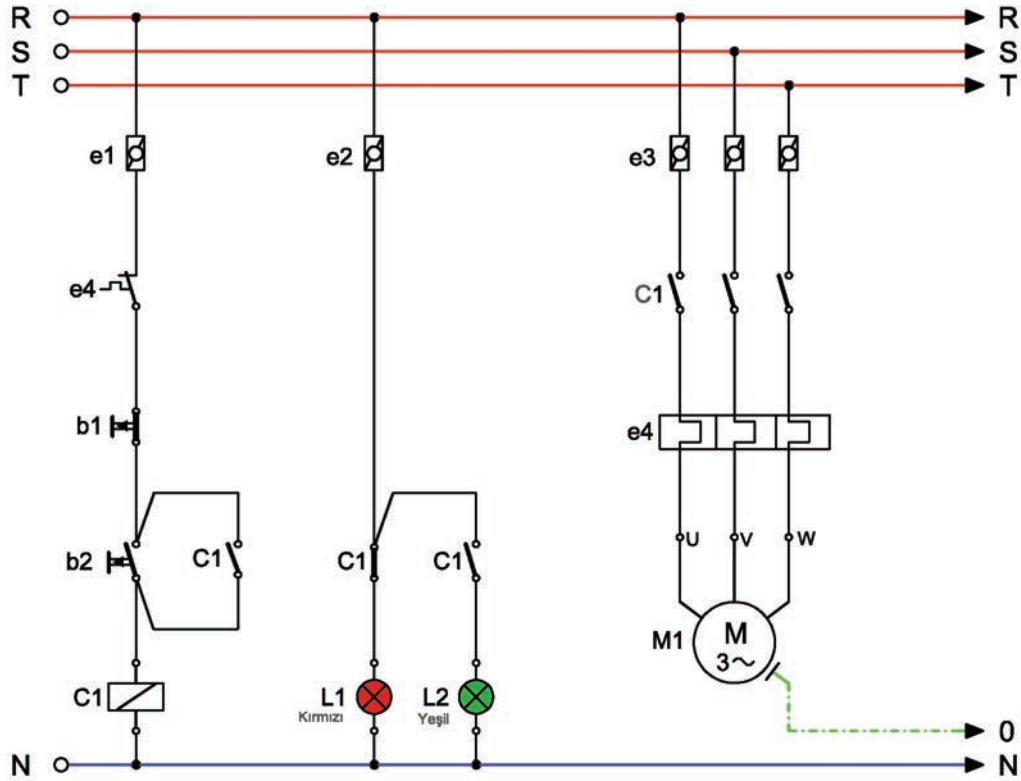 R R
S S
T T
e1 e2 e3
e4 C1
b1 e4
b2 C1 C1 C1 U V W
M1 M
3~
C1 L1 L2
Kırmızı Yeşil
0
N N